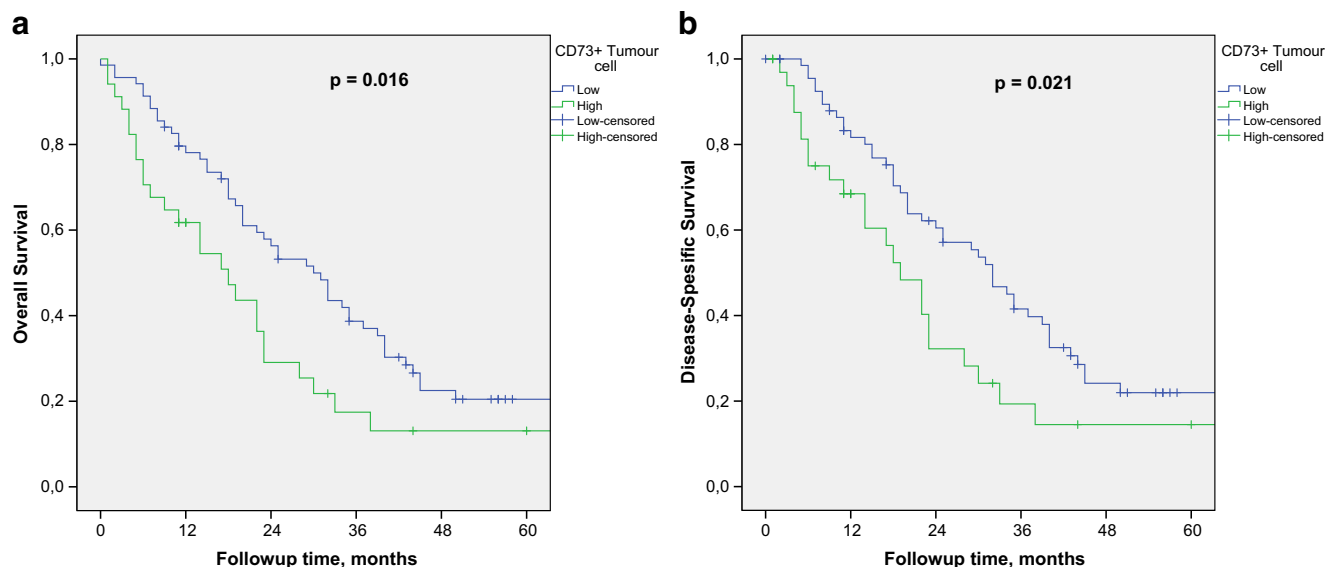 a
CD73+ Tumour
cell
Low
High
Low-censored
High-censored
p = 0.016
1,0
0,8
0,6
0,4
0,2
0,0
Overall Survival
0 12 24 36 48 60
Followup time, months
b
CD73+ Tumour
cell
Low
High
Low-censored
High-censored
p = 0.021
1,0
0,8
0,6
0,4
0,2
0,0
Disease-Spesific Survival
0 12 24 36 48 60
Followup time, months